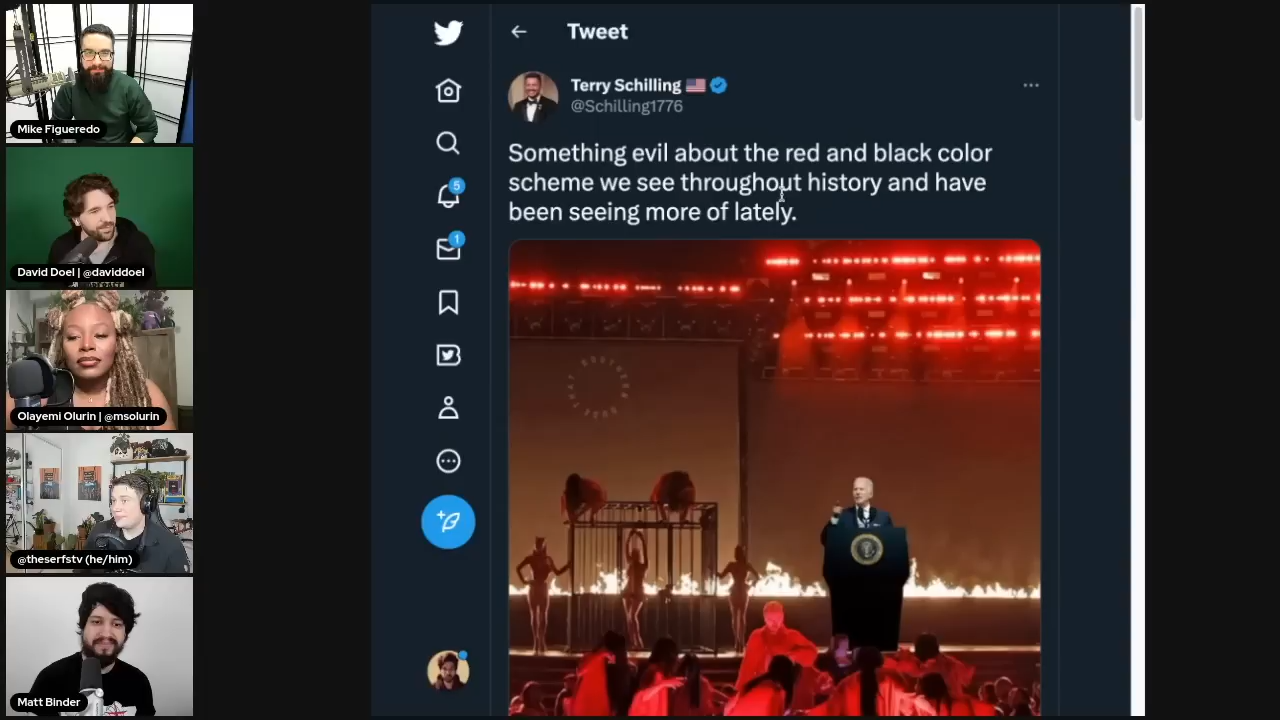 Mike Figueredo
David Doel | @daviddoel
Olayemi Olurin | @msolurin
@theserfstv (he/him)
Matt Binder
Tweet
Terry Schilling
@Schilling1776
Something evil about the red and black color
scheme we see throughout history and have
been seeing more of lately.
5
1